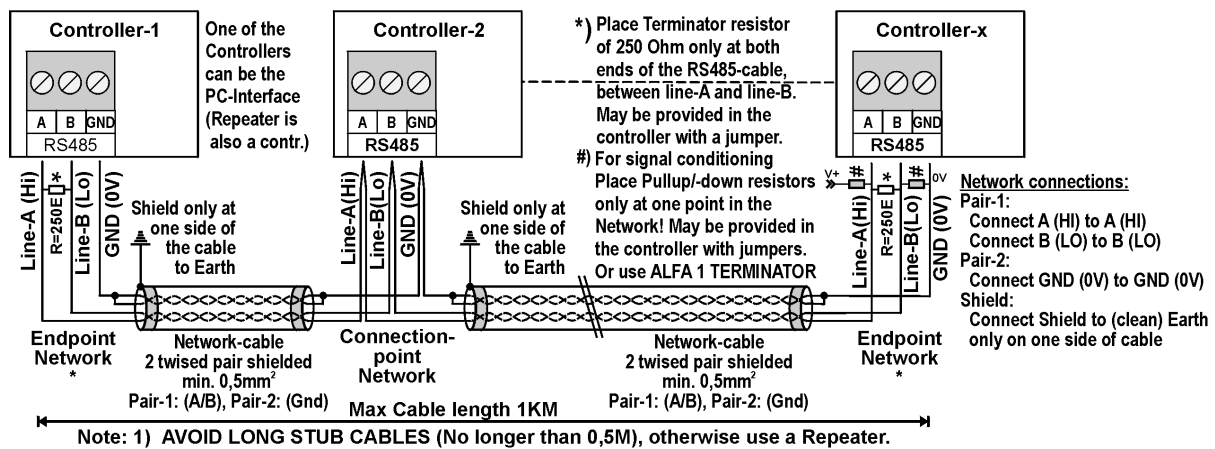 Controller-1
A B GND
RS485
One of the
Controllers
can be the
PC-Interface
(Repeater is
also a contr.)
Controller-2
A B GND
RS485
*) Place Terminator resistor
of 250 Ohm only at both
ends of the RS485-cable,
between line-A and line-B.
May be provided in the
controller with a jumper.
#) For signal conditioning
Place Pullup/-down resistors
only at one point in the
Network! May be provided in
the controller with jumpers.
Or use ALFA 1 TERMINATOR
Controller-x
A B GND
RS485
Line-A (Hi)
R=250E *
Line-B (Lo)
GND (0V)
Shield only at
one side of
the cable
to Earth
Line-A(Hi)
Line-B(Lo)
GND (0V)
Shield only at
one side of
the cable
to Earth
V+ # * # 0V
Line-A(Hi)
R=250E
Line-B(Lo)
GND (0V)
Network connections:
Pair-1:
Connect A (HI) to A (HI)
Connect B (LO) to B (LO)
Pair-2:
Connect GND (0V) to GND (0V)
Shield:
Connect Shield to (clean) Earth
only on one side of cable
Endpoint
Network
*
Network-cable
2 twised pair shielded
min. 0,5mm²
Pair-1: (A/B), Pair-2: (Gnd)
Connection-
point
Network
Network-cable
2 twised pair shielded
min. 0,5mm²
Pair-1: (A/B), Pair-2: (Gnd)
Endpoint
Network
*
Max Cable length 1KM
Note: 1) AVOID LONG STUB CABLES (No longer than 0,5M), otherwise use a Repeater.